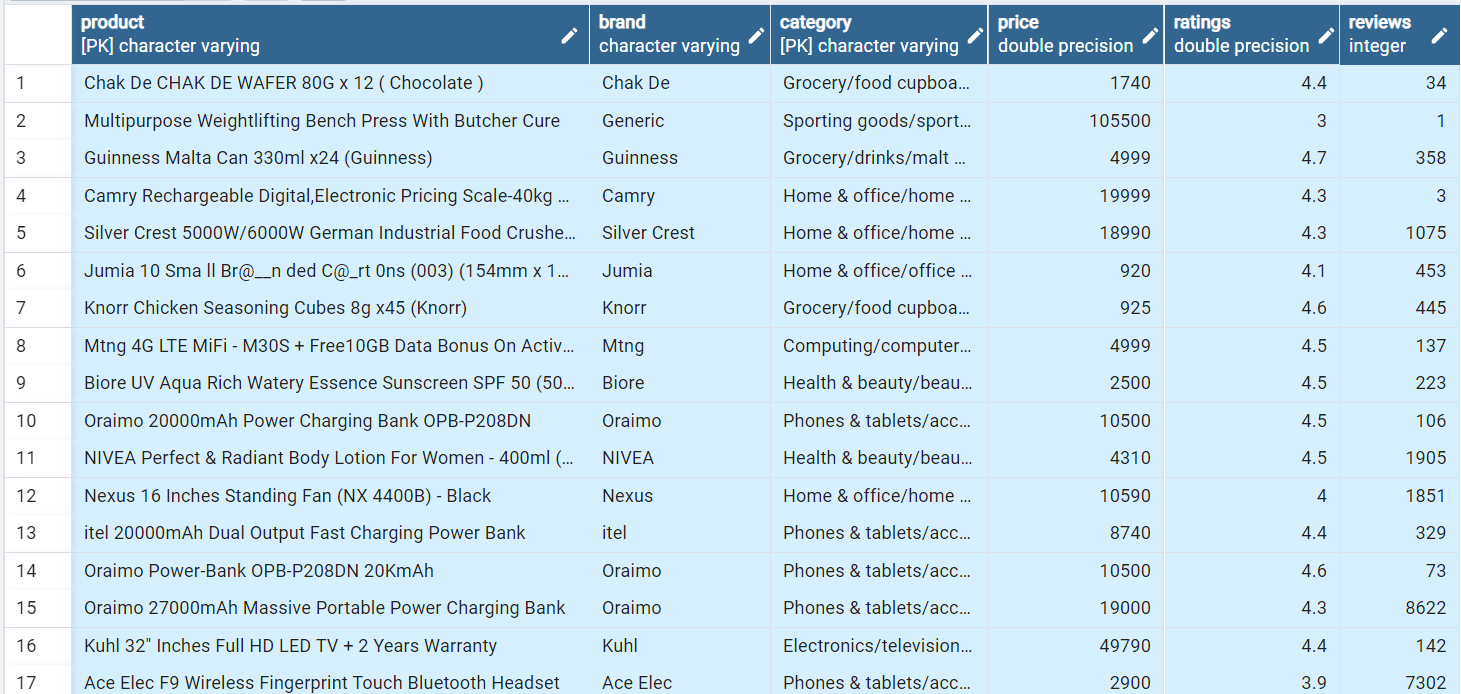 product brand category price ratings reviews
[PK] character varying character varying [PK] character varying double precision double precision integer
1 Chak De CHAK DE WAFER 80G x 12 ( Chocolate ) Chak De Grocery/food cupboa... 1740 4.4 34
2 Multipurpose Weightlifting Bench Press With Butcher Cure Generic Sporting goods/sport... 105500 3 1
3 Guinness Malta Can 330ml x24 (Guinness) Guinness Grocery/drinks/malt ... 4999 4.7 358
4 Camry Rechargeable Digital,Electronic Pricing Scale-40kg ... Camry Home & office/home ... 19999 4.3 3
5 Silver Crest 5000W/6000W German Industrial Food Crushe... Silver Crest Home & office/home ... 18990 4.3 1075
6 Jumia 10 Sma ll Br@__n ded C@_rt 0ns (003) (154mm x 1... Jumia Home & office/office ... 920 4.1 453
7 Knorr Chicken Seasoning Cubes 8g x45 (Knorr) Knorr Grocery/food cupboa... 925 4.6 445
8 Mtng 4G LTE MiFi - M30S + Free10GB Data Bonus On Activ... Mtng Computing/computer... 4999 4.5 137
9 Biore UV Aqua Rich Watery Essence Sunscreen SPF 50 (50... Biore Health & beauty/beau... 2500 4.5 223
10 Oraimo 20000mAh Power Charging Bank OPB-P208DN Oraimo Phones & tablets/acc... 10500 4.5 106
11 NIVEA Perfect & Radiant Body Lotion For Women - 400ml (... NIVEA Health & beauty/beau... 4310 4.5 1905
12 Nexus 16 Inches Standing Fan (NX 4400B) - Black Nexus Home & office/home ... 10590 4 1851
13 itel 20000mAh Dual Output Fast Charging Power Bank itel Phones & tablets/acc... 8740 4.4 329
14 Oraimo Power-Bank OPB-P208DN 20KmAh Oraimo Phones & tablets/acc... 10500 4.6 73
15 Oraimo 27000mAh Massive Portable Power Charging Bank Oraimo Phones & tablets/acc... 19000 4.3 8622
16 Kuhl 32" Inches Full HD LED TV + 2 Years Warranty Kuhl Electronics/television... 49790 4.4 142
17 Ace Elec F9 Wireless Fingerprint Touch Bluetooth Headset Ace Elec Phones & tablets/acc... 2900 3.9 7302